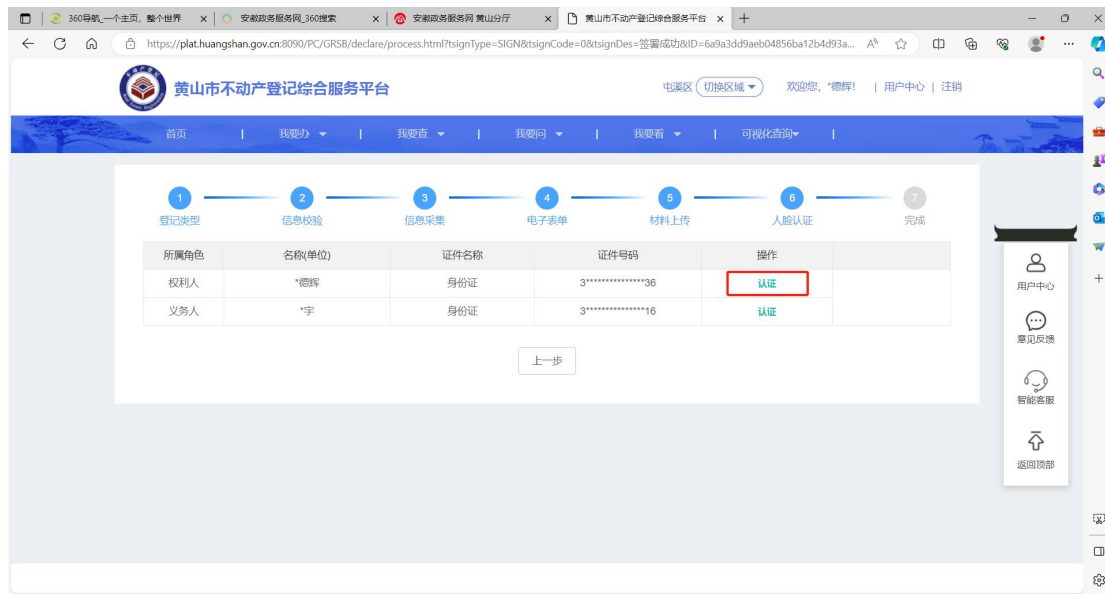 360导航_一个主页，整个世界
安徽政务服务网_360搜索
安徽政务服务网 黄山分厅
黄山市不动产登记综合服务平台
https://plat.huangshan.gov.cn:8090/PC/GRSB/declare/process.html?tsignType=SIGN&tsignCode=0&tsignDes=签署成功&ID=6a9a3dd9aeb04856ba12b4d93a...
黄山市不动产登记综合服务平台
屯溪区 切换区域 欢迎您，*德辉！ | 用户中心 | 注销
首页 | 我要办 | 我要查 | 我要问 | 我要看 | 可视化查询 |
1 2 3 4 5 6 7
登记类型 信息校验 信息采集 电子表单 材料上传 人脸认证 完成
所属角色 名称(单位) 证件名称 证件号码 操作
权利人 *德辉 身份证 3***************36 认证
义务人 *宇 身份证 3***************16 认证
上一步
用户中心
意见反馈
智能客服
返回顶部